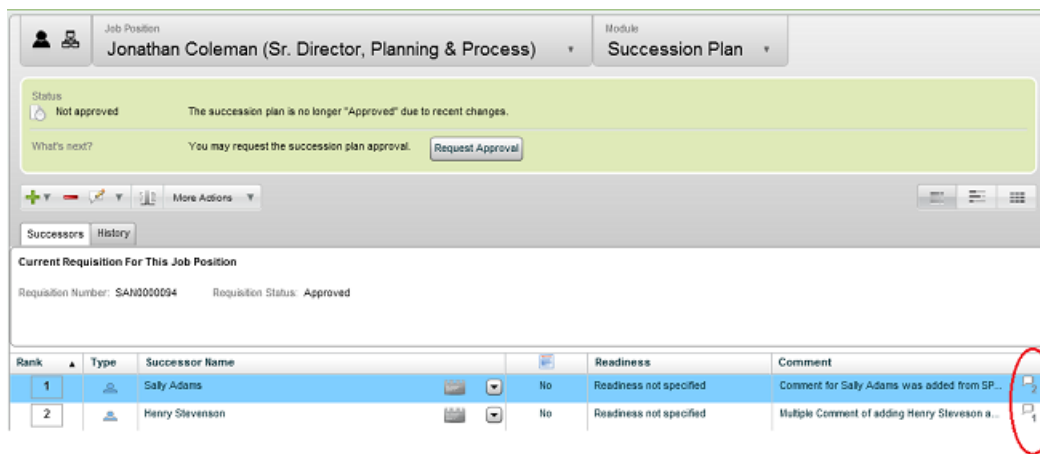 Job Position
Module
Jonathan Coleman (Sr. Director, Planning & Process)
Succession Plan
Status
Not approved
The succession plan is no longer "Approved" due to recent changes.
What's next?
You may request the succession plan approval.
Request Approval
More Actions
Successors
History
Current Requisition For This Job Position
Requisition Number: SAN0000094 Requisition Status: Approved
Rank Type Successor Name Readiness Comment
1 Sally Adams No Readiness not specified Comment for Sally Adams was added from SP... 2
2 Henry Stevenson No Readiness not specified Multiple Comment of adding Henry Steveson a... 1